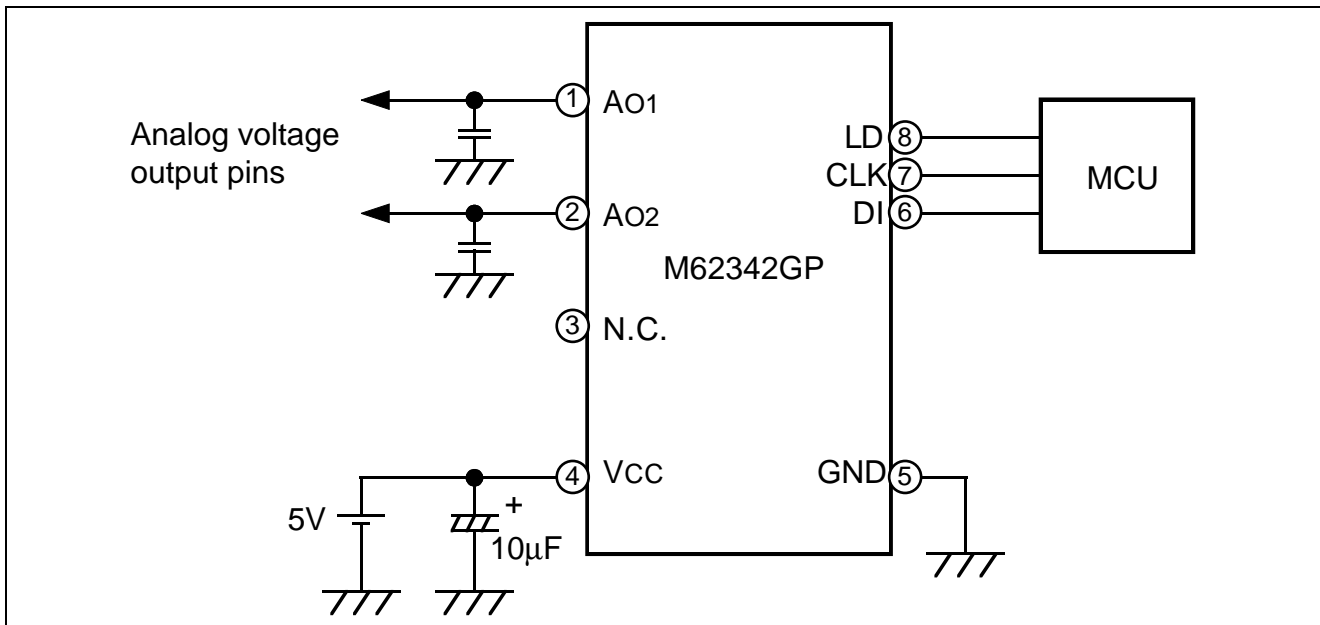 1 AO1
Analog voltage
output pins
2 AO2
3 N.C.
4 VCC
5V
+
10μF
M62342GP
LD 8
CLK 7
DI 6
GND 5
MCU